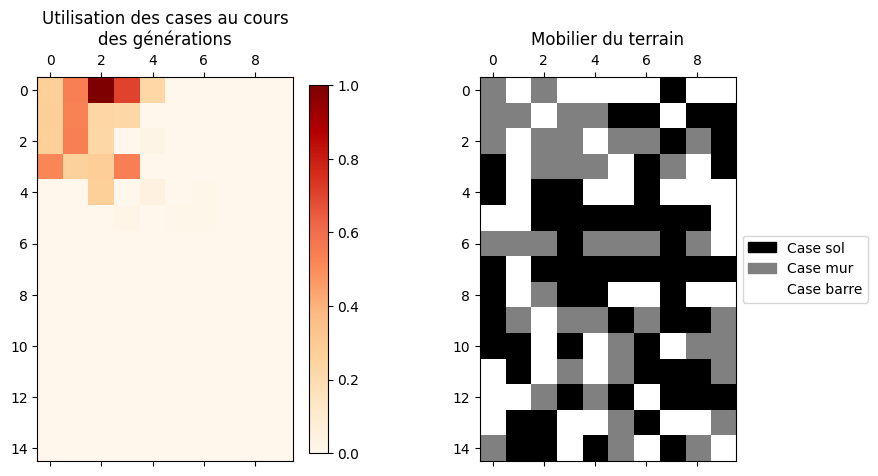 Utilisation des cases au cours
des générations
0 2 4 6 8
0
2
4
6
8
10
12
14
1.0
0.8
0.6
0.4
0.2
0.0
Mobilier du terrain
0 2 4 6 8
0
2
4
6
8
10
12
14
Case sol
Case mur
Case barre